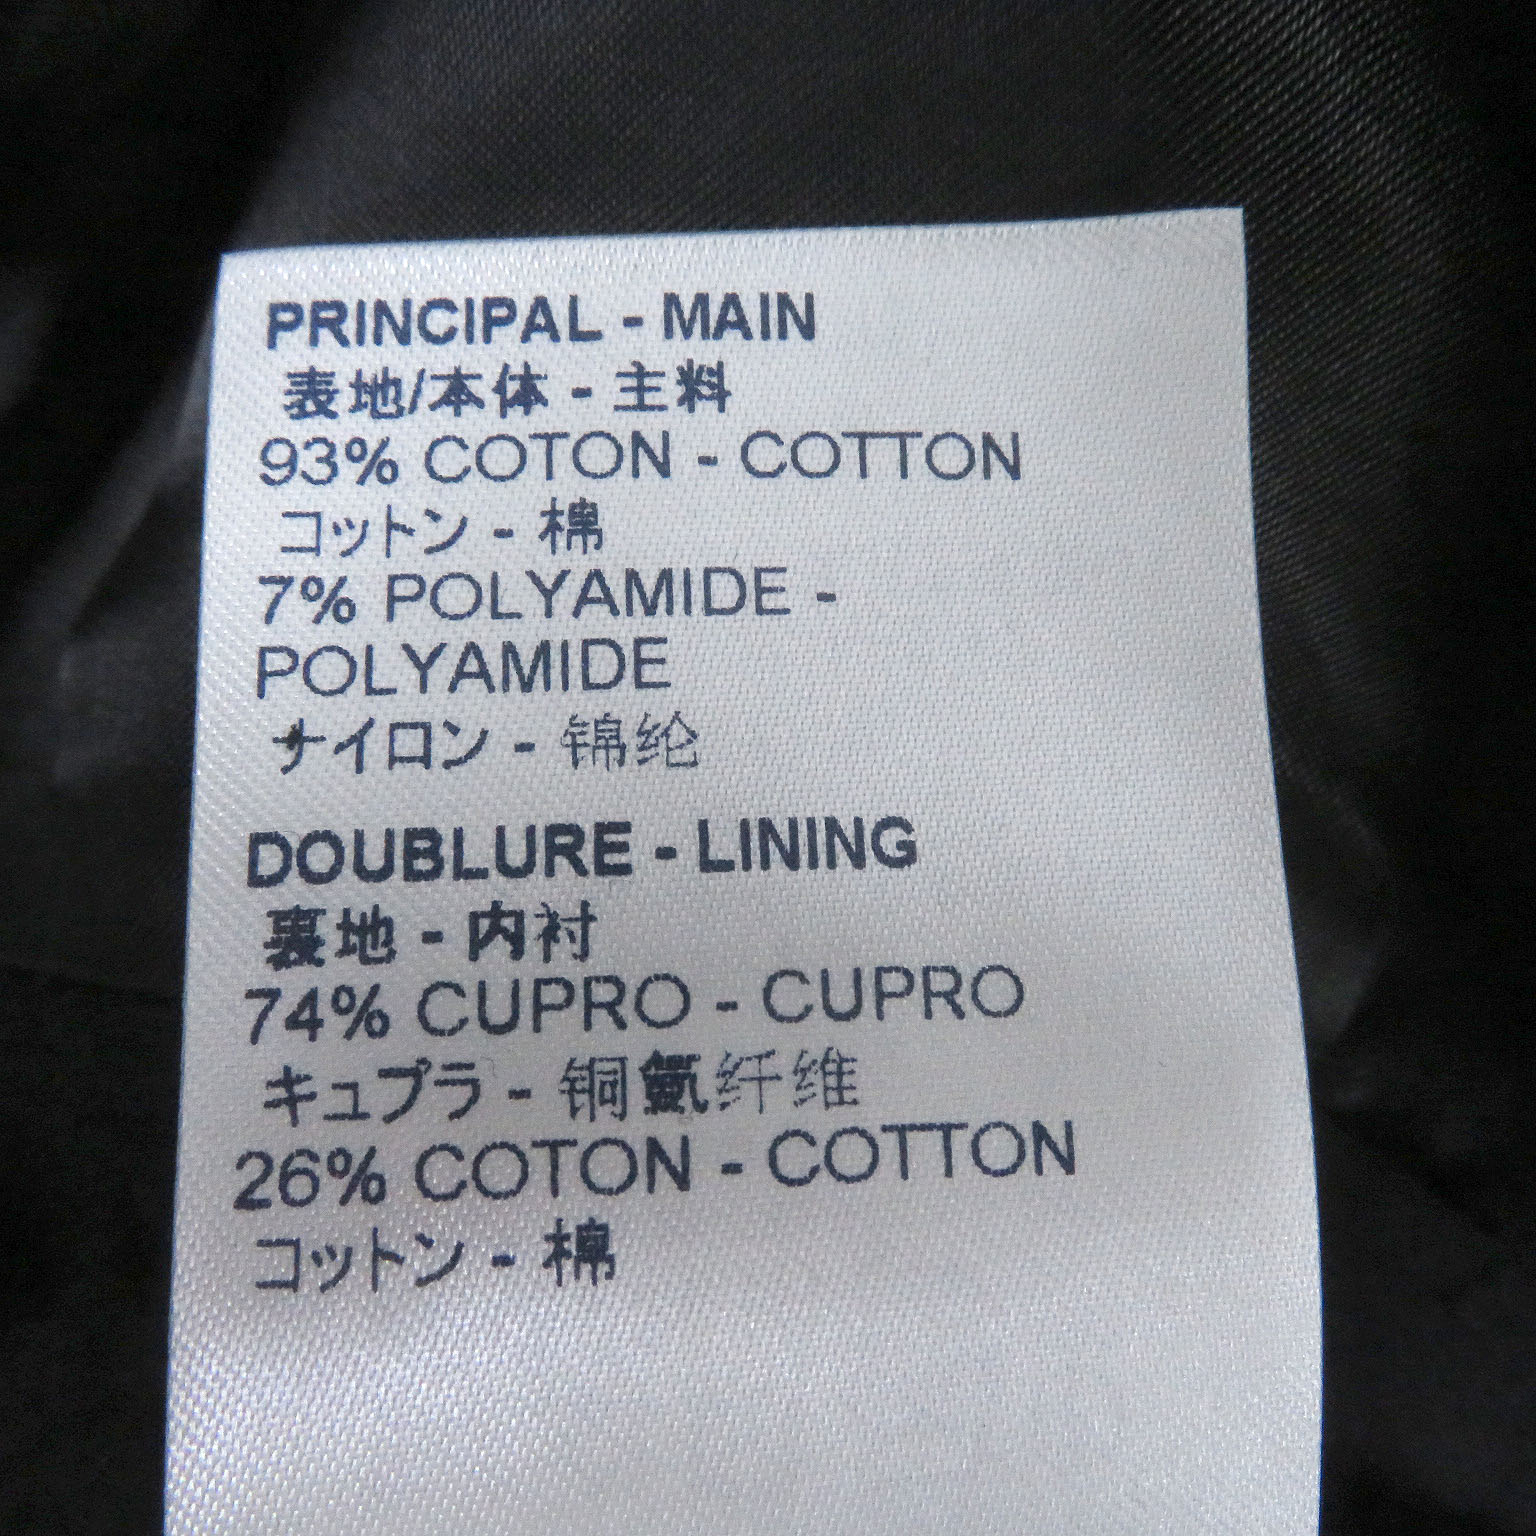 PRINCIPAL - MAIN
表地/本体 - 主料
93% COTON - COTTON
コットン - 棉
7% POLYAMIDE -
POLYAMIDE
ナイロン - 锦纶
DOUBLURE - LINING
裏地 - 内衬
74% CUPRO - CUPRO
キュプラ - 铜氨纤维
26% COTON - COTTON
コットン - 棉